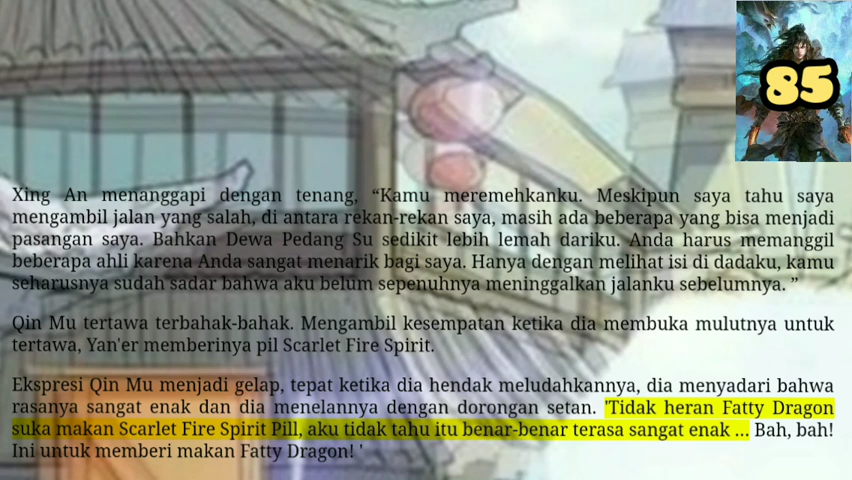 85
Xing An menanggapi dengan tenang, “Kamu meremehkanku. Meskipun saya tahu saya
mengambil jalan yang salah, di antara rekan-rekan saya, masih ada beberapa yang bisa menjadi
pasangan saya. Bahkan Dewa Pedang Su sedikit lebih lemah dariku. Anda harus memanggil
beberapa ahli karena Anda sangat menarik bagi saya. Hanya dengan melihat isi di dadaku, kamu
seharusnya sudah sadar bahwa aku belum sepenuhnya meninggalkan jalanku sebelumnya. ”
Qin Mu tertawa terbahak-bahak. Mengambil kesempatan ketika dia membuka mulutnya untuk
tertawa, Yan'er memberinya pil Scarlet Fire Spirit.
Ekspresi Qin Mu menjadi gelap, tepat ketika dia hendak meludahkannya, dia menyadari bahwa
rasanya sangat enak dan dia menelannya dengan dorongan setan. 'Tidak heran Fatty Dragon
suka makan Scarlet Fire Spirit Pill, aku tidak tahu itu benar-benar terasa sangat enak ... Bah, bah!
Ini untuk memberi makan Fatty Dragon! '